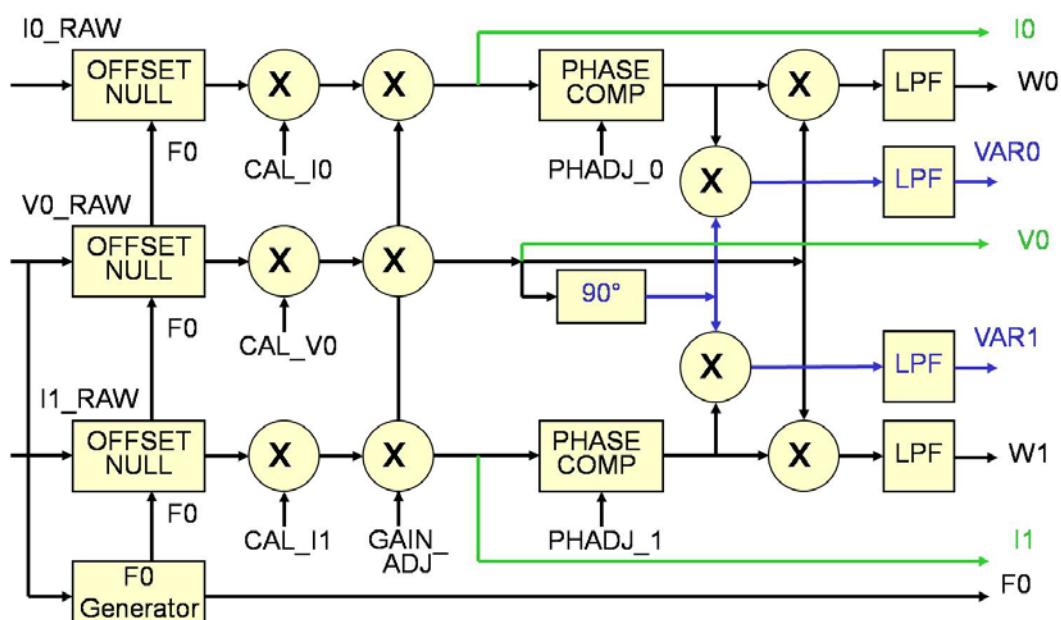 I0_RAW
I0
OFFSET
NULL
X
X
PHASE
COMP
X
LPF
W0
F0
CAL_I0
PHADJ_0
VAR0
X
LPF
V0_RAW
V0
OFFSET
NULL
X
X
90°
F0
CAL_V0
VAR1
X
LPF
I1_RAW
OFFSET
NULL
X
X
PHASE
COMP
X
LPF
W1
F0
CAL_I1
GAIN_
ADJ
PHADJ_1
I1
F0
Generator
F0